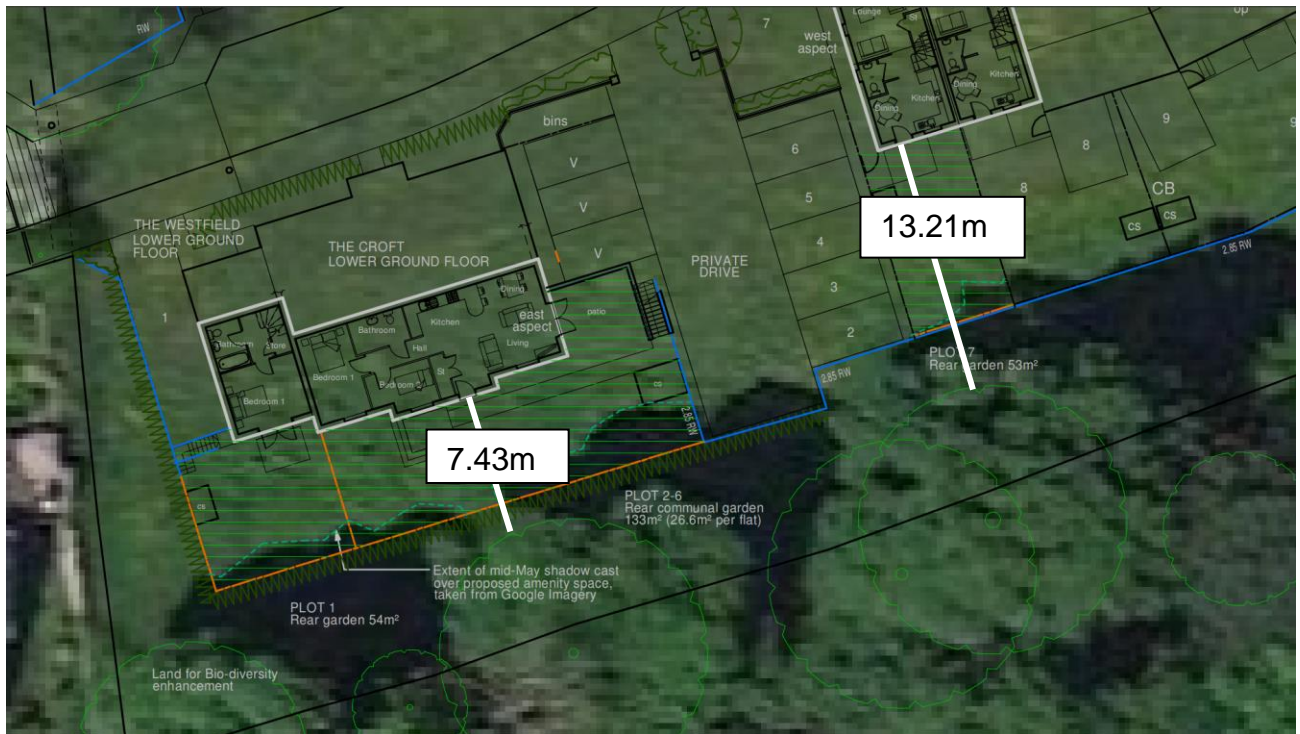 RW
Lounge
St
Kitchen
Dining
Kitchen
Dining
Kitchen
7
west
aspect
bins
V
V
V
6
5
4
3
2
8
9
9
8
CB
cs
cs
THE WESTFIELD
LOWER GROUND
FLOOR
THE CROFT
LOWER GROUND FLOOR
PRIVATE
DRIVE
13.21m
2.85 RW
1
Bathroom
Store
Bedroom 1
Bathroom
Hall
Kitchen
Dining
east
aspect
Living
patio
Bedroom 1
Bedroom 2
St
cs
2.85 RW
2.85 RW
PLOT 7
Rear garden 53m²
7.43m
cs
PLOT 2-6
Rear communal garden
133m² (26.6m² per flat)
Extent of mid-May shadow cast
over proposed amenity space,
taken from Google Imagery
PLOT 1
Rear garden 54m²
Land for Bio-diversity
enhancement